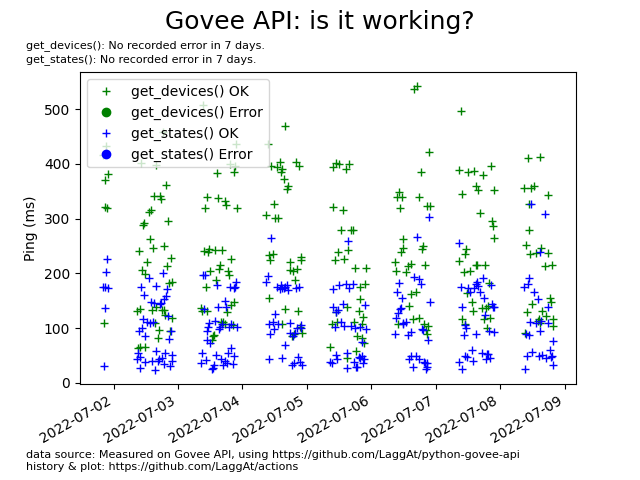 Govee API: is it working?
get_devices(): No recorded error in 7 days.
get_states(): No recorded error in 7 days.
get_devices() OK
get_devices() Error
get_states() OK
get_states() Error
Ping (ms)
500
400
300
200
100
0
2022-07-02
2022-07-03
2022-07-04
2022-07-05
2022-07-06
2022-07-07
2022-07-08
2022-07-09
data source: Measured on Govee API, using https://github.com/LaggAt/python-govee-api
history & plot: https://github.com/LaggAt/actions